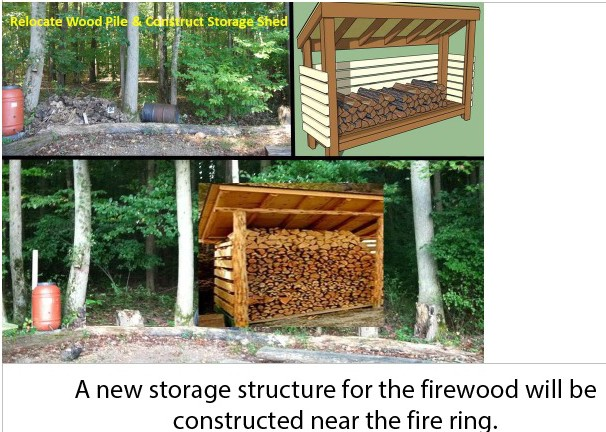 Relocate Wood Pile & Construct Storage Shed
A new storage structure for the firewood will be
constructed near the fire ring.